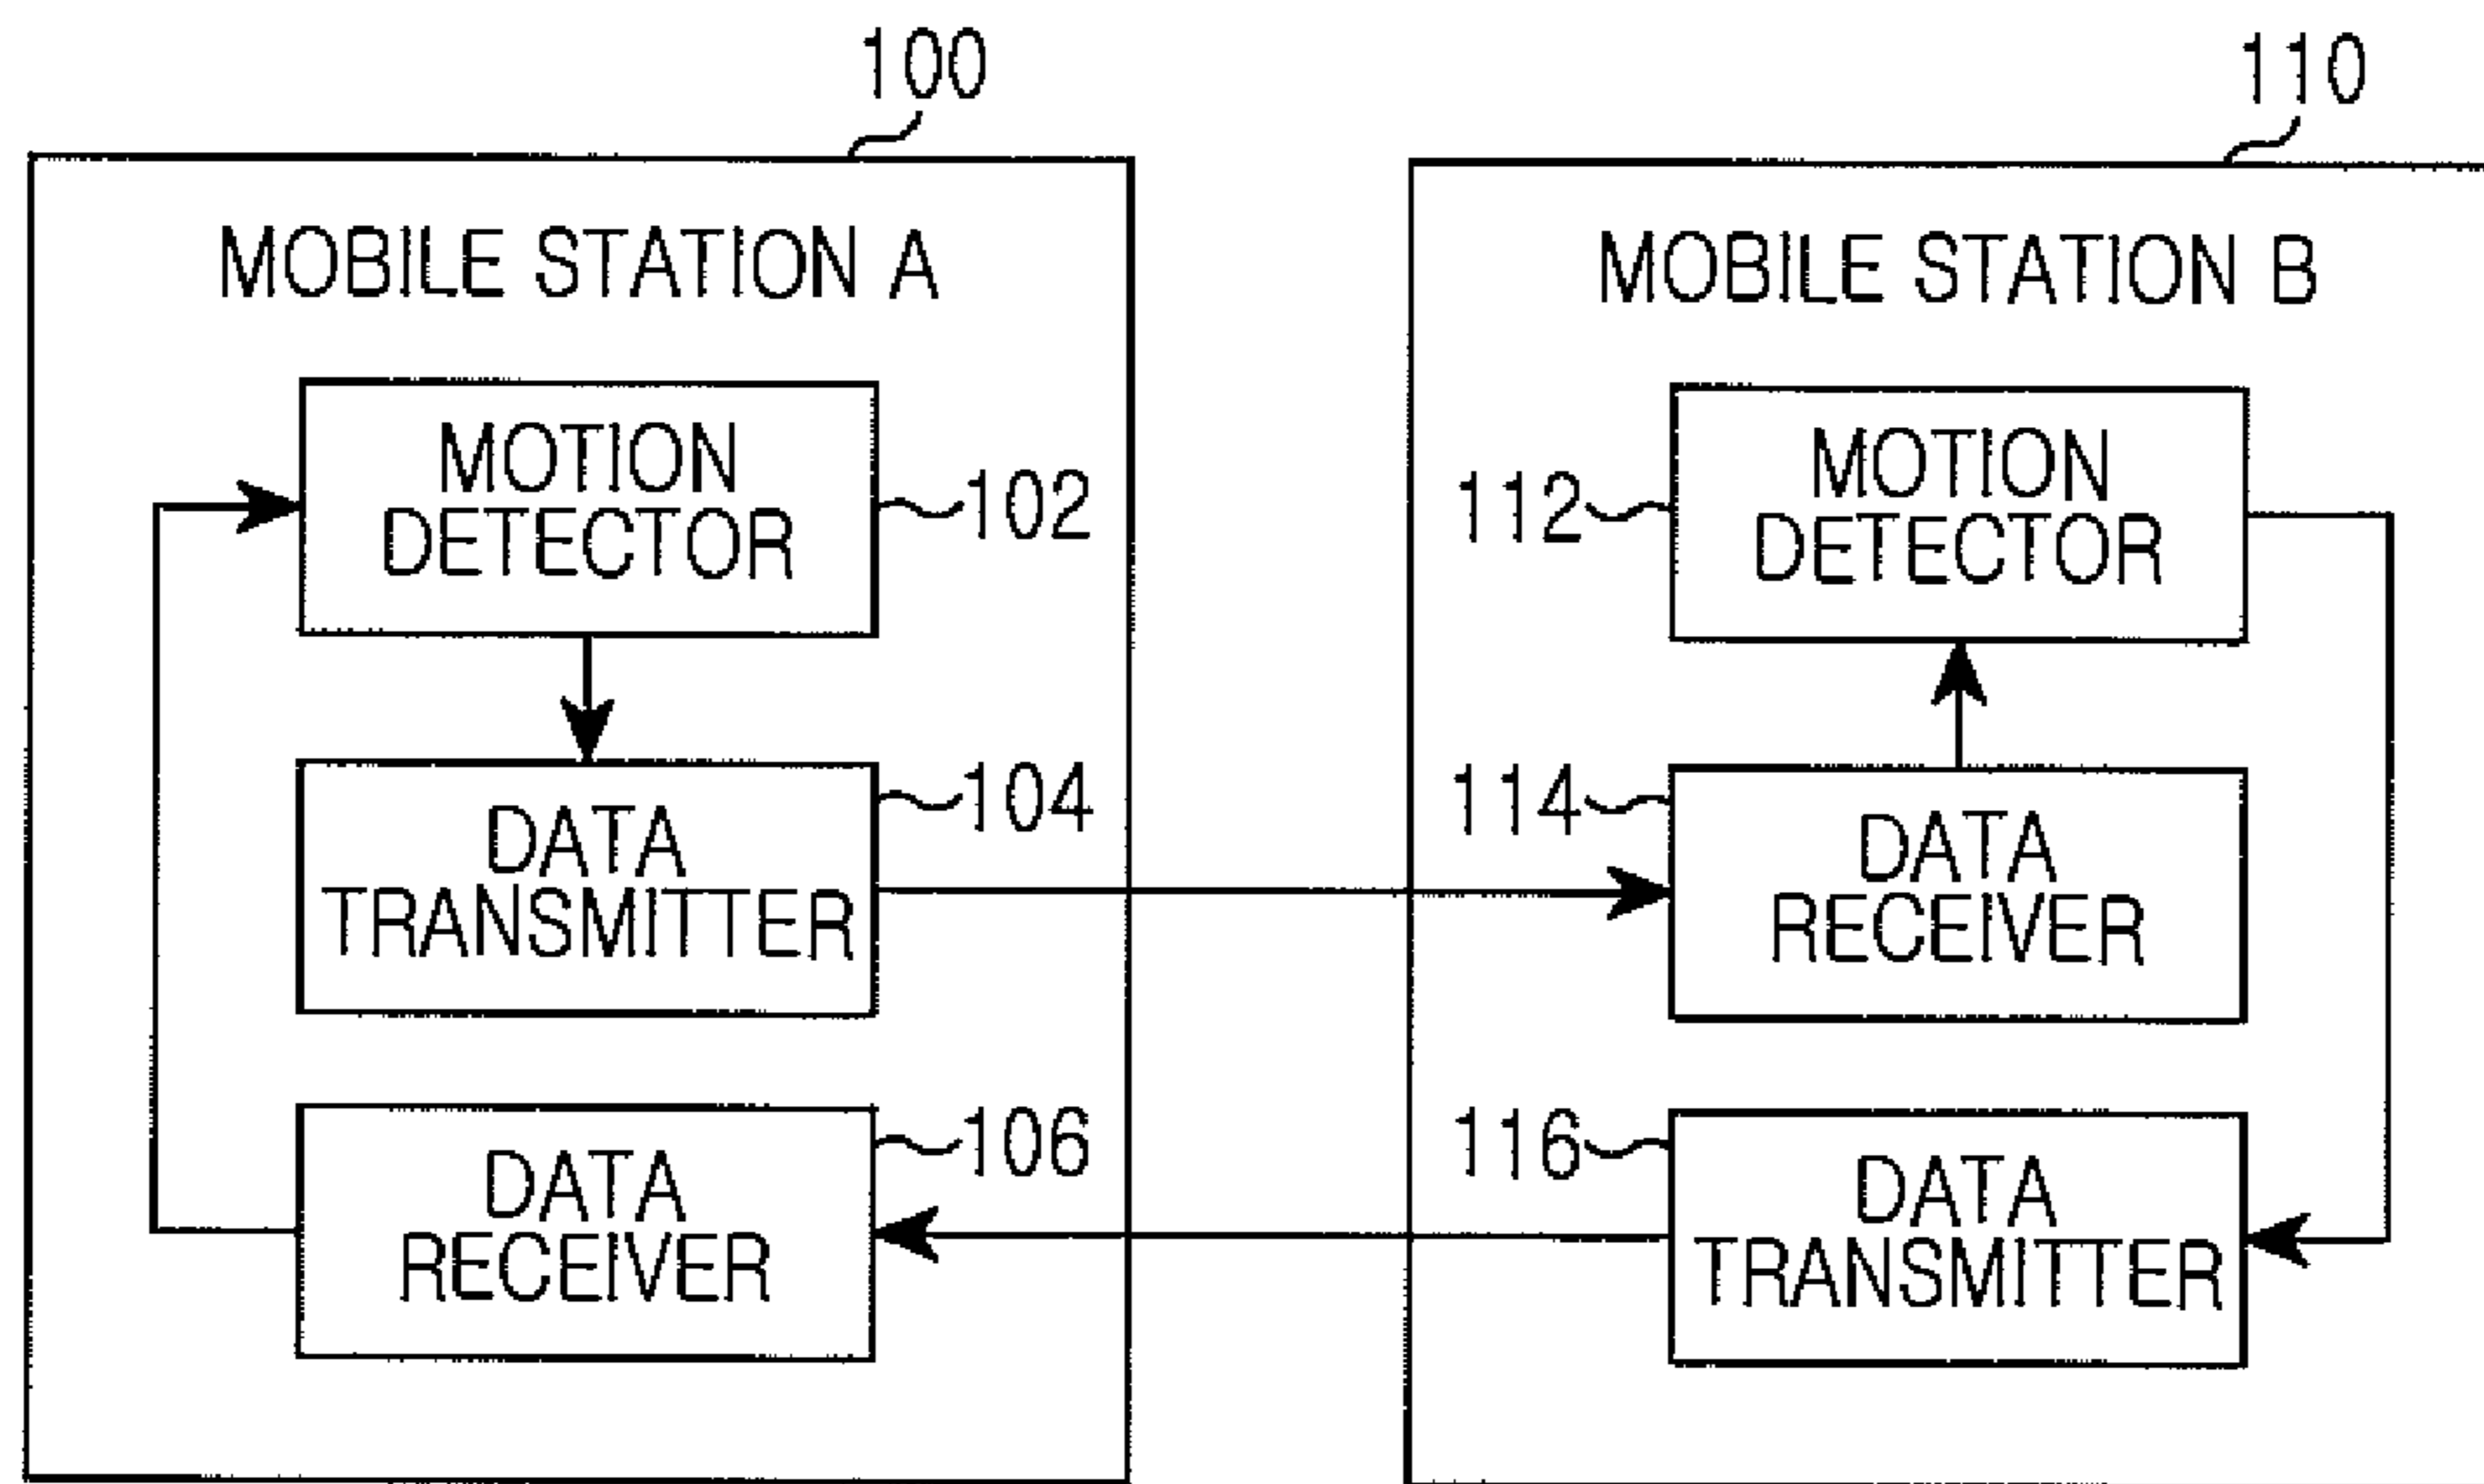 100
110
MOBILE STATION A
MOBILE STATION B
MOTION
DETECTOR
102
112
MOTION
DETECTOR
DATA
TRANSMITTER
104
114
DATA
RECEIVER
DATA
RECEIVER
106
116
DATA
TRANSMITTER